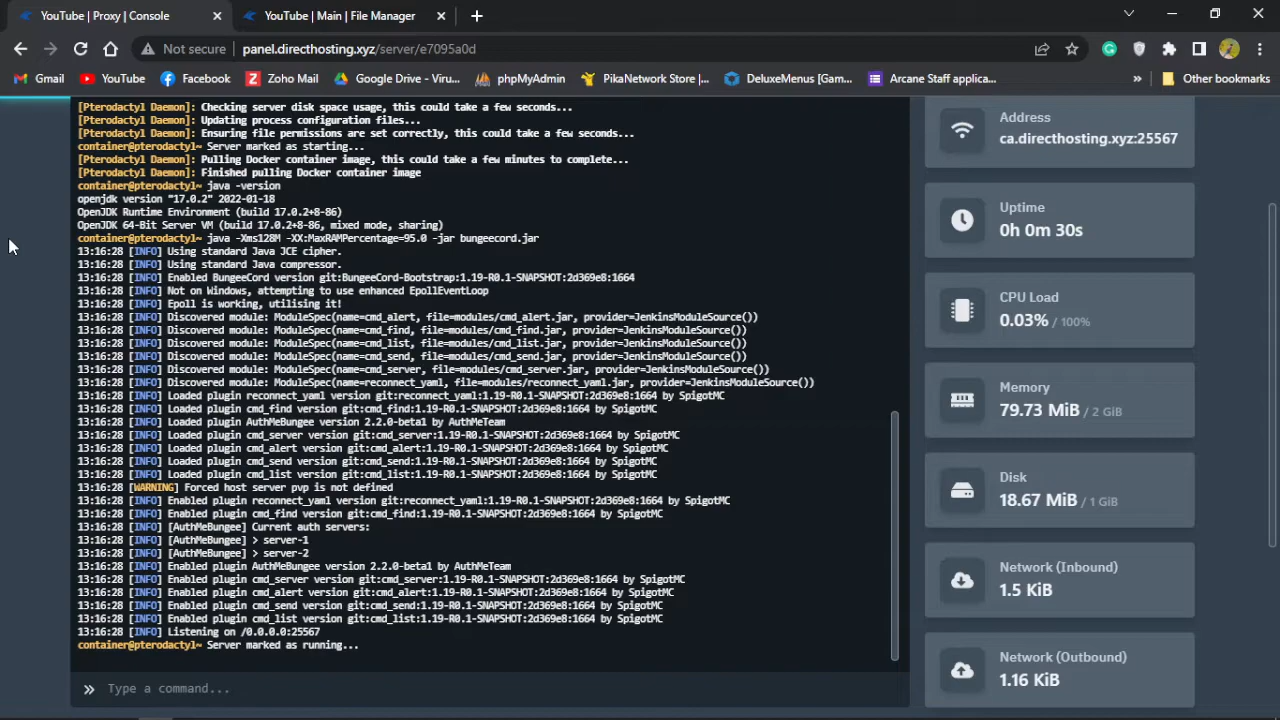 YouTube | Proxy | Console
YouTube | Main | File Manager
Not secure
panel.directhosting.xyz/server/e7095a0d
Gmail
YouTube
Facebook
Zoho Mail
Google Drive - Viru...
phpMyAdmin
PikaNetwork Store |...
DeluxeMenus [Gam...
Arcane Staff applica...
»
Other bookmarks
[Pterodactyl Daemon]: Checking server disk space usage, this could take a few seconds...
[Pterodactyl Daemon]: Updating process configuration files...
[Pterodactyl Daemon]: Ensuring file permissions are set correctly, this could take a few seconds...
container@pterodactyl~ Server marked as starting...
[Pterodactyl Daemon]: Pulling Docker container image, this could take a few minutes to complete...
[Pterodactyl Daemon]: Finished pulling Docker container image
container@pterodactyl~ java -version
openjdk version "17.0.2" 2022-01-18
OpenJDK Runtime Environment (build 17.0.2+8-86)
OpenJDK 64-Bit Server VM (build 17.0.2+8-86, mixed mode, sharing)
container@pterodactyl~ java -Xms128M -XX:MaxRAMPercentage=95.0 -jar bungeecord.jar
13:16:28 [INFO] Using standard Java JCE cipher.
13:16:28 [INFO] Using standard Java compressor.
13:16:28 [INFO] Enabled BungeeCord version git:BungeeCord-Bootstrap:1.19-R0.1-SNAPSHOT:2d369e8:1664
13:16:28 [INFO] Not on Windows, attempting to use enhanced EpollEventLoop
13:16:28 [INFO] Epoll is working, utilising it!
13:16:28 [INFO] Discovered module: ModuleSpec(name=cmd_alert, file=modules/cmd_alert.jar, provider=JenkinsModuleSource())
13:16:28 [INFO] Discovered module: ModuleSpec(name=cmd_find, file=modules/cmd_find.jar, provider=JenkinsModuleSource())
13:16:28 [INFO] Discovered module: ModuleSpec(name=cmd_list, file=modules/cmd_list.jar, provider=JenkinsModuleSource())
13:16:28 [INFO] Discovered module: ModuleSpec(name=cmd_send, file=modules/cmd_send.jar, provider=JenkinsModuleSource())
13:16:28 [INFO] Discovered module: ModuleSpec(name=cmd_server, file=modules/cmd_server.jar, provider=JenkinsModuleSource())
13:16:28 [INFO] Discovered module: ModuleSpec(name=reconnect_yaml, file=modules/reconnect_yaml.jar, provider=JenkinsModuleSource())
13:16:28 [INFO] Loaded plugin reconnect_yaml version git:reconnect_yaml:1.19-R0.1-SNAPSHOT:2d369e8:1664 by SpigotMC
13:16:28 [INFO] Loaded plugin cmd_find version git:cmd_find:1.19-R0.1-SNAPSHOT:2d369e8:1664 by SpigotMC
13:16:28 [INFO] Loaded plugin AuthMeBungee version 2.2.0-beta1 by AuthMeTeam
13:16:28 [INFO] Loaded plugin cmd_server version git:cmd_server:1.19-R0.1-SNAPSHOT:2d369e8:1664 by SpigotMC
13:16:28 [INFO] Loaded plugin cmd_alert version git:cmd_alert:1.19-R0.1-SNAPSHOT:2d369e8:1664 by SpigotMC
13:16:28 [INFO] Loaded plugin cmd_send version git:cmd_send:1.19-R0.1-SNAPSHOT:2d369e8:1664 by SpigotMC
13:16:28 [INFO] Loaded plugin cmd_list version git:cmd_list:1.19-R0.1-SNAPSHOT:2d369e8:1664 by SpigotMC
13:16:28 [WARNING] Forced host server pvp is not defined
13:16:28 [INFO] Enabled plugin reconnect_yaml version git:reconnect_yaml:1.19-R0.1-SNAPSHOT:2d369e8:1664 by SpigotMC
13:16:28 [INFO] Enabled plugin cmd_find version git:cmd_find:1.19-R0.1-SNAPSHOT:2d369e8:1664 by SpigotMC
13:16:28 [INFO] [AuthMeBungee] Current auth servers:
13:16:28 [INFO] [AuthMeBungee] > server-1
13:16:28 [INFO] [AuthMeBungee] > server-2
13:16:28 [INFO] Enabled plugin AuthMeBungee version 2.2.0-beta1 by AuthMeTeam
13:16:28 [INFO] Enabled plugin cmd_server version git:cmd_server:1.19-R0.1-SNAPSHOT:2d369e8:1664 by SpigotMC
13:16:28 [INFO] Enabled plugin cmd_alert version git:cmd_alert:1.19-R0.1-SNAPSHOT:2d369e8:1664 by SpigotMC
13:16:28 [INFO] Enabled plugin cmd_send version git:cmd_send:1.19-R0.1-SNAPSHOT:2d369e8:1664 by SpigotMC
13:16:28 [INFO] Enabled plugin cmd_list version git:cmd_list:1.19-R0.1-SNAPSHOT:2d369e8:1664 by SpigotMC
13:16:28 [INFO] Listening on /0.0.0.0:25567
container@pterodactyl~ Server marked as running...
» Type a command...
Address
ca.directhosting.xyz:25567
Uptime
0h 0m 30s
CPU Load
0.03% / 100%
Memory
79.73 MiB / 2 GiB
Disk
18.67 MiB / 1 GiB
Network (Inbound)
1.5 KiB
Network (Outbound)
1.16 KiB